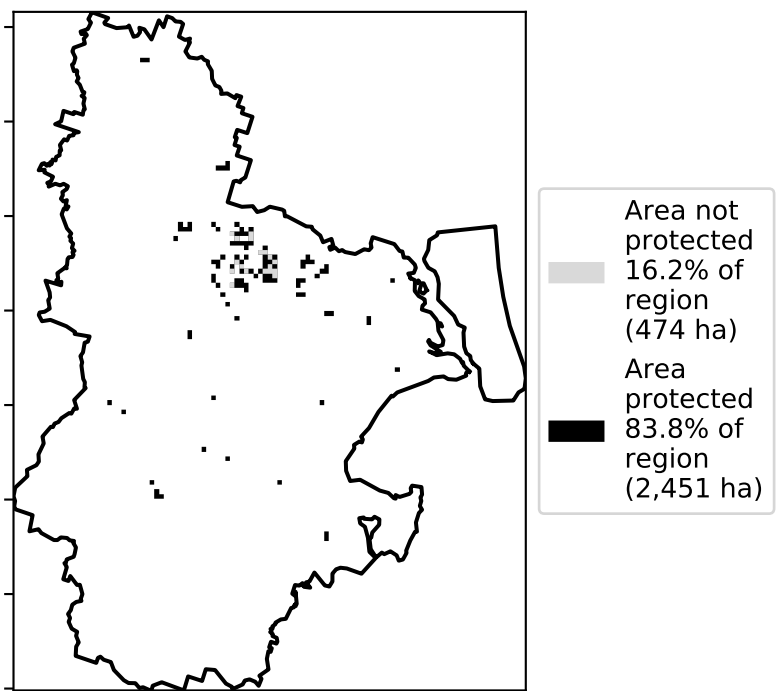 Area not
protected
16.2% of
region
(474 ha)
Area
protected
83.8% of
region
(2,451 ha)